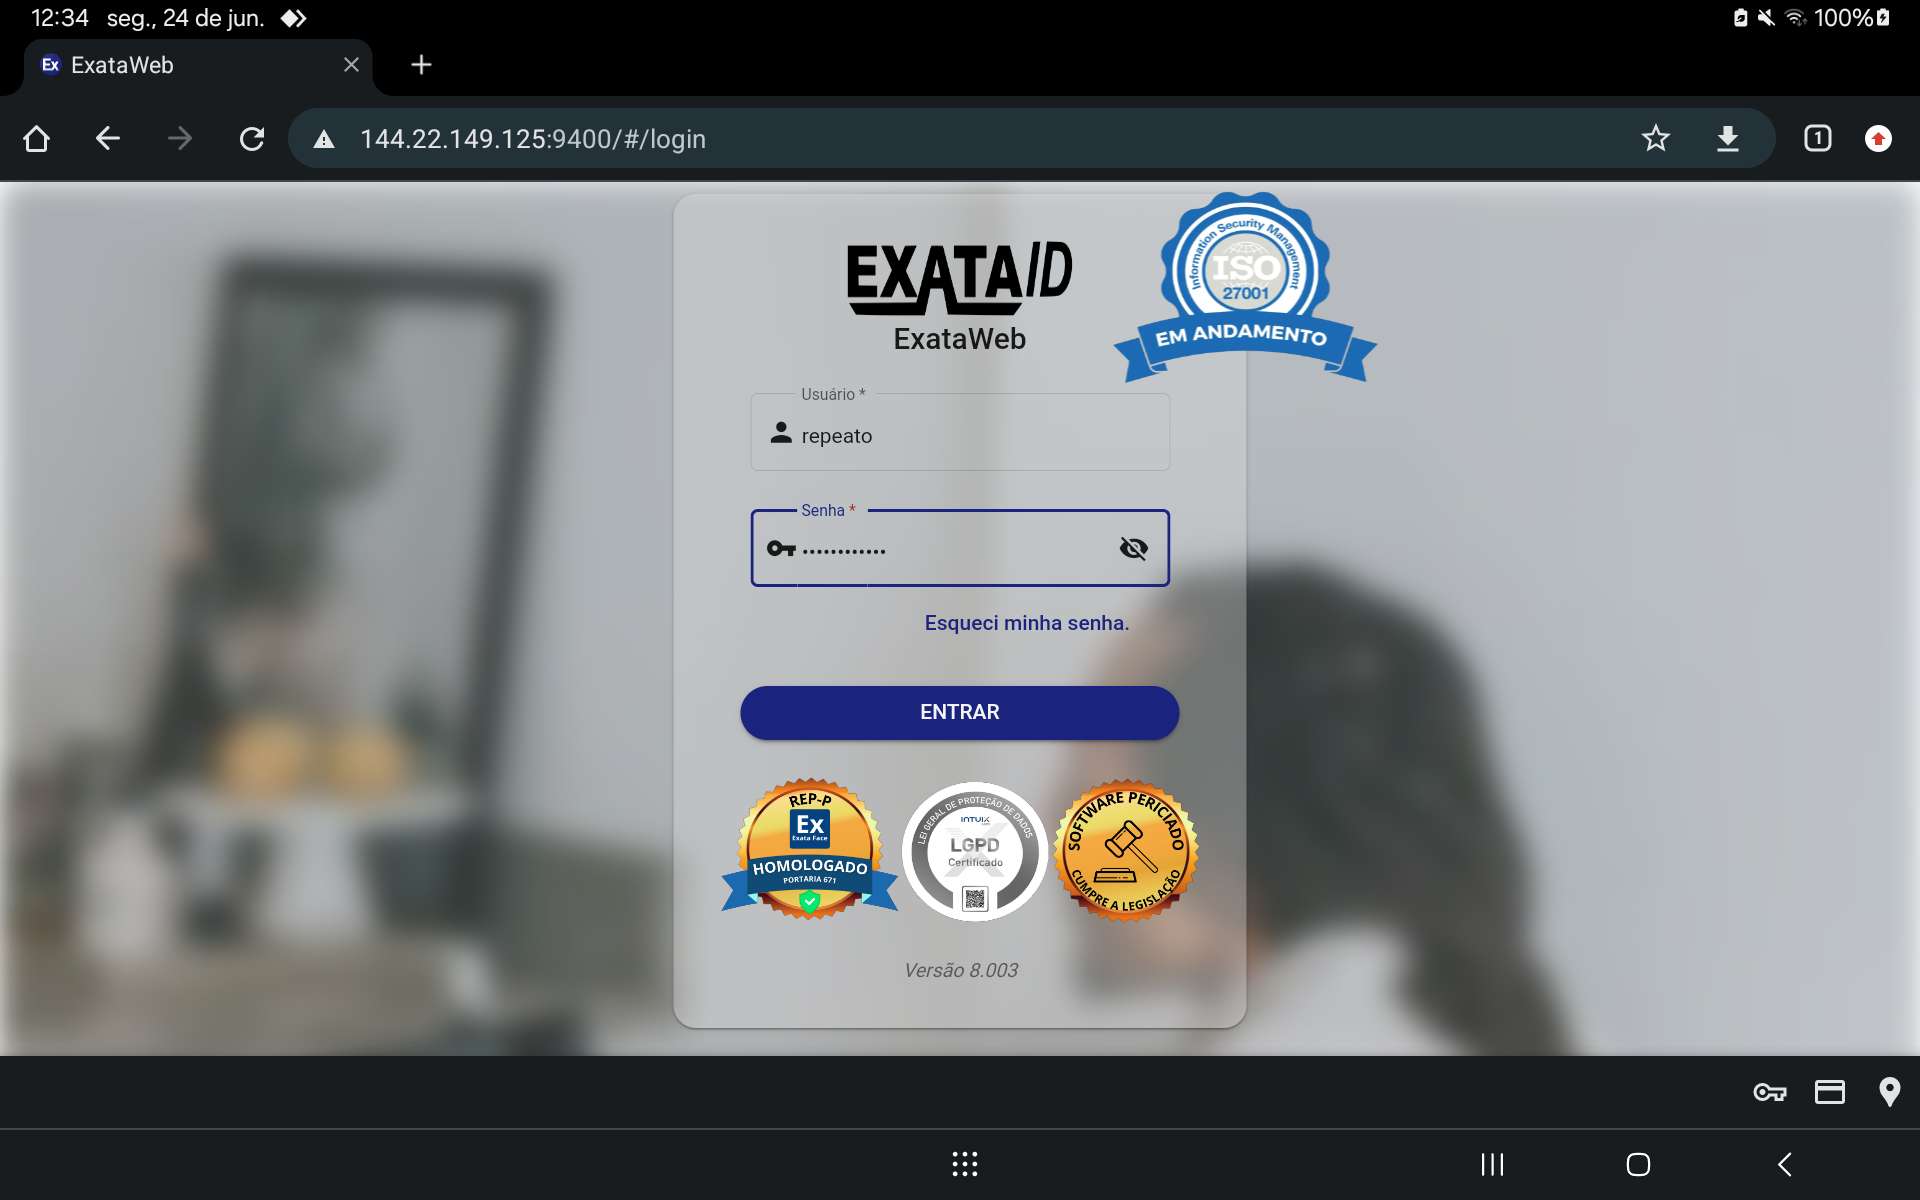 12:34 seg., 24 de jun.
100%
Ex ExataWeb
144.22.149.125:9400/#/login
1
EXATAID
ExataWeb
Information Security Management
ISO
27001
EM ANDAMENTO
Usuário *
repeato
Senha *
••••••••••••
Esqueci minha senha.
ENTRAR
REP-P
Ex
Exata Face
HOMOLOGADO
PORTARIA 671
LEI GERAL DE PROTEÇÃO DE DADOS
INTUIX
LGPD
Certificado
SOFTWARE PERICIADO
CUMPRE A LEGISLAÇÃO
Versão 8.003